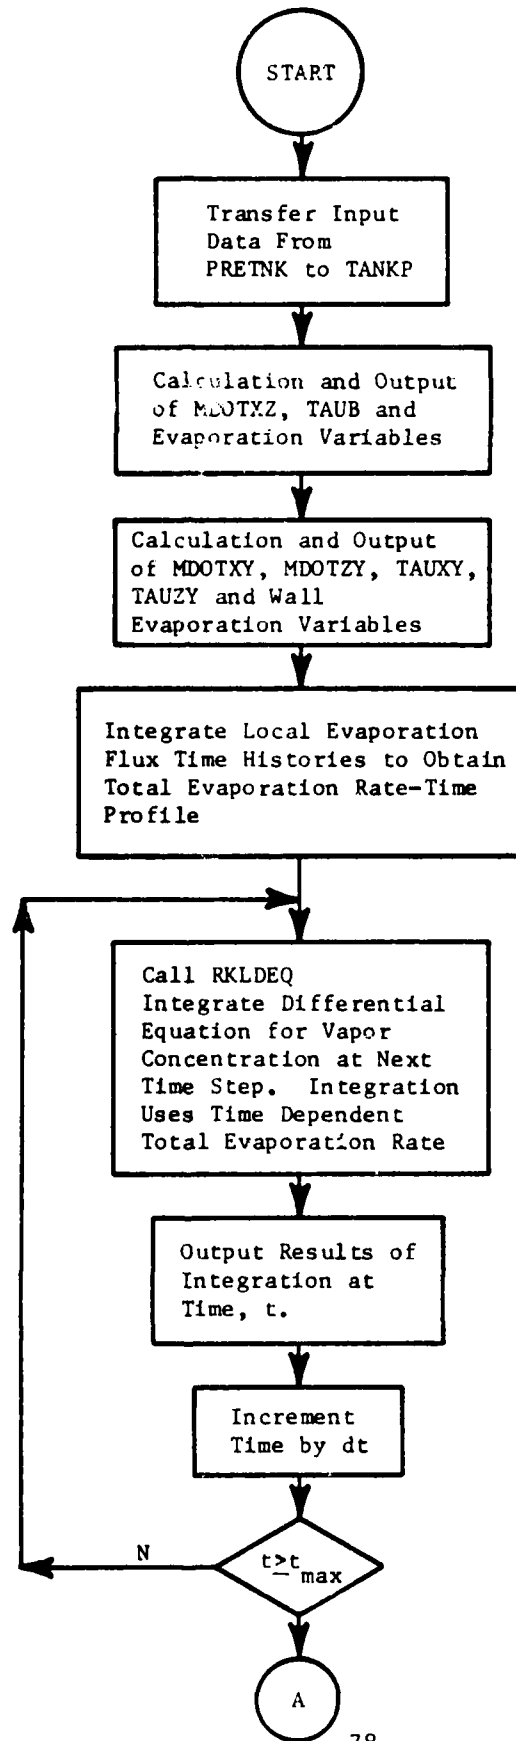 START
Transfer Input
Data From
PRETNK to TANKP
Calculation and Output
of MDOTXZ, TAUB and
Evaporation Variables
Calculation and Output
of MDOTXY, MDOTZY, TAUXY,
TAUZY and Wall
Evaporation Variables
Integrate Local Evaporation
Flux Time Histories to Obtain
Total Evaporation Rate-Time
Profile
Call RKLDEQ
Integrate Differential
Equation for Vapor
Concentration at Next
Time Step. Integration
Uses Time Dependent
Total Evaporation Rate
Output Results of
Integration at
Time, t.
Increment
Time by dt
N
t≥t max
A
78